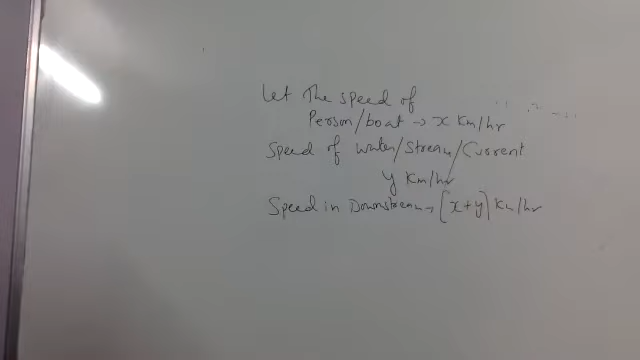 Let The speed of
Person/boat → x Km/hr
Speed of water/Stream/Current
y Km/hr
Speed in Downstream → [x+y] Km/hr